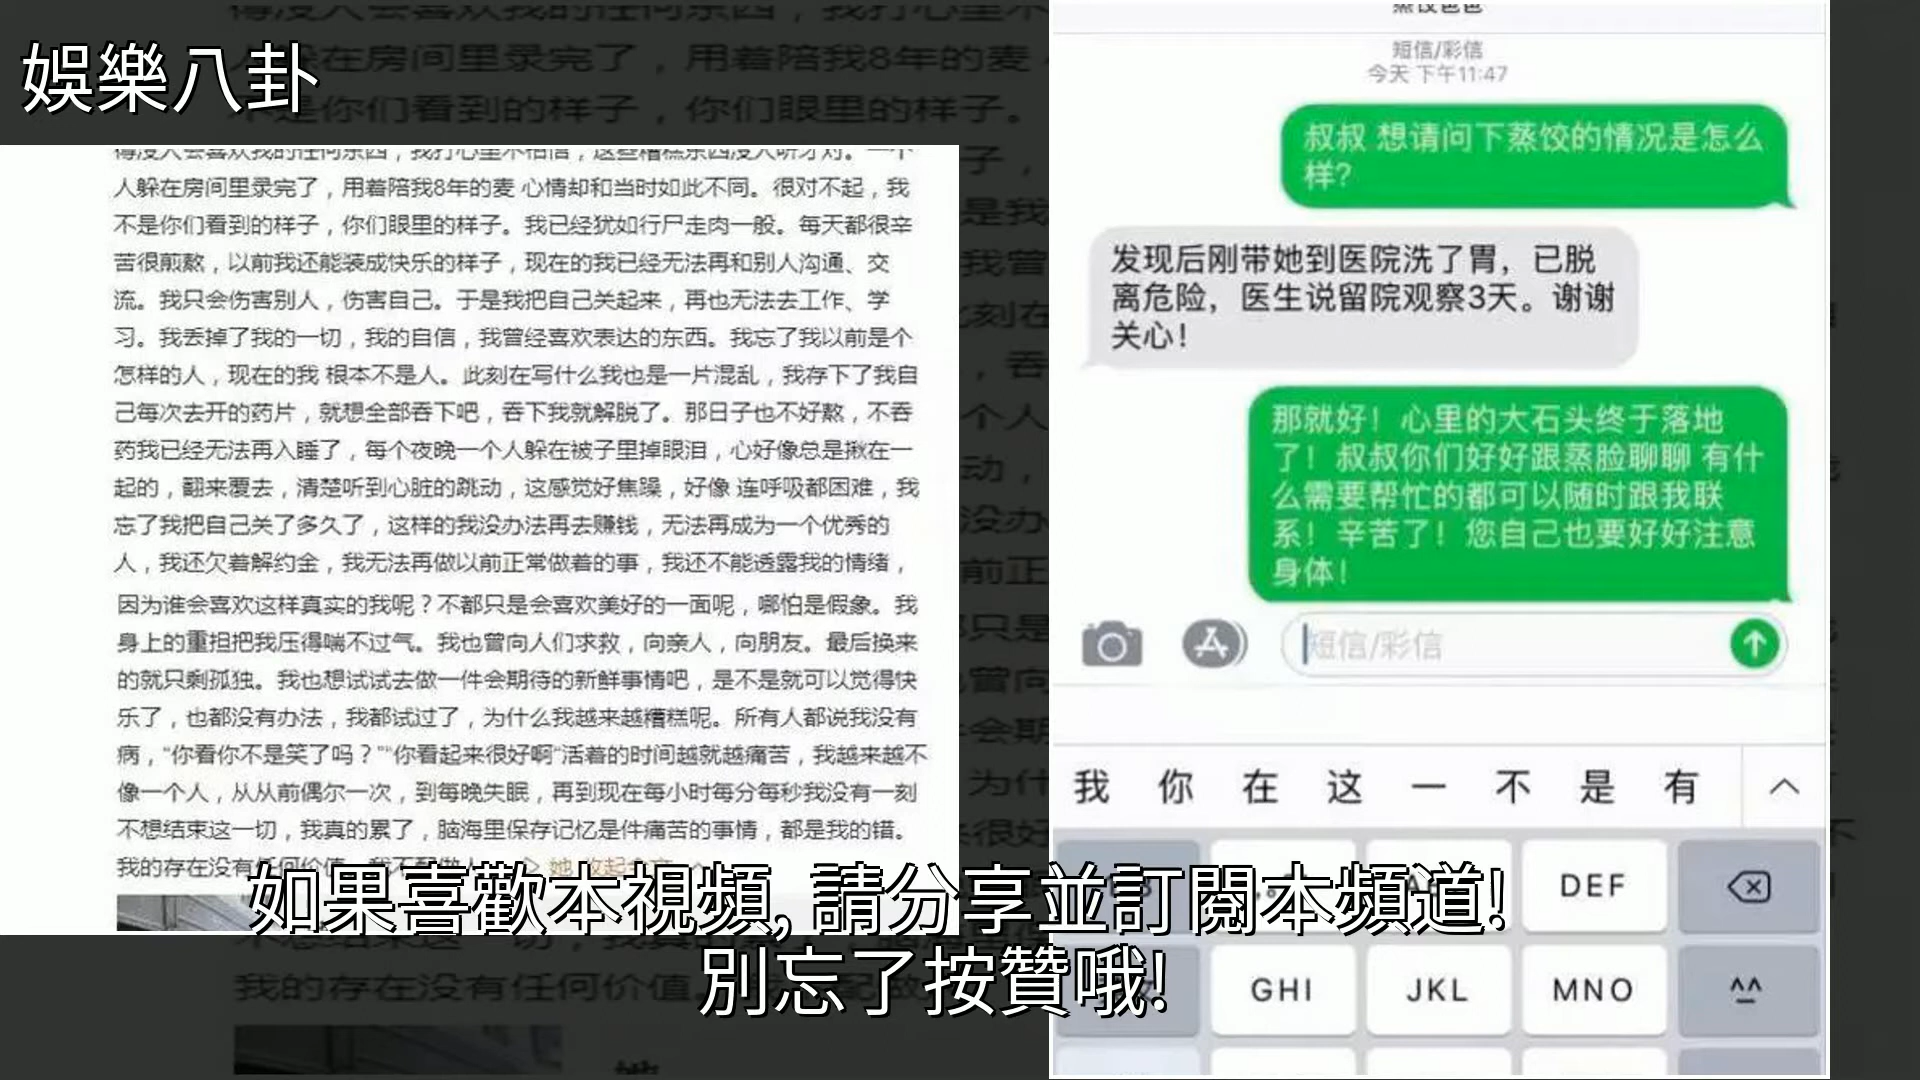 娛樂八卦
得没人会喜欢我的任何东西，我打心里不相信，这些糟糕东西没人听才对。一个
人躲在房间里录完了，用着陪我8年的麦 心情却和当时如此不同。很对不起，我
不是你们看到的样子，你们眼里的样子。我已经犹如行尸走肉一般。每天都很辛
苦很煎熬，以前我还能装成快乐的样子，现在的我已经无法再和别人沟通、交
流。我只会伤害别人，伤害自己。于是我把自己关起来，再也无法去工作、学
习。我丢掉了我的一切，我的自信，我曾经喜欢表达的东西。我忘了我以前是个
怎样的人，现在的我 根本不是人。此刻在写什么我也是一片混乱，我存下了我自
己每次去开的药片，就想全部吞下吧，吞下我就解脱了。那日子也不好熬，不吞
药我已经无法再入睡了，每个夜晚一个人躲在被子里掉眼泪，心好像总是揪在一
起的，翻来覆去，清楚听到心脏的跳动，这感觉好焦躁，好像 连呼吸都困难，我
忘了我把自己关了多久了，这样的我没办法再去赚钱，无法再成为一个优秀的
人，我还欠着解约金，我无法再做以前正常做着的事，我还不能透露我的情绪，
因为谁会喜欢这样真实的我呢？不都只是会喜欢美好的一面呢，哪怕是假象。我
身上的重担把我压得喘不过气。我也曾向人们求救，向亲人，向朋友。最后换来
的就只剩孤独。我也想试试去做一件会期待的新鲜事情吧，是不是就可以觉得快
乐了，也都没有办法，我都试过了，为什么我越来越糟糕呢。所有人都说我没有
病，“你看你不是笑了吗？”“你看起来很好啊”活着的时间越就越痛苦，我越来越不
像一个人，从从前偶尔一次，到每晚失眠，再到现在每小时每分每秒我没有一刻
不想结束这一切，我真的累了，脑海里保存记忆是件痛苦的事情，都是我的错。
我的存在没有任何价值
短信/彩信
今天 下午11:47
叔叔 想请问下蒸饺的情况是怎么
样?
发现后刚带她到医院洗了胃，已脱
离危险，医生说留院观察3天。谢谢
关心！
那就好！心里的大石头终于落地
了！叔叔你们好好跟蒸脸聊聊 有什
么需要帮忙的都可以随时跟我联
系！辛苦了！您自己也要好好注意
身体！
短信/彩信
我 你 在 这 一 不 是 有
DEF
GHI JKL MNO
^^
如果喜歡本視頻, 請分享並訂閱本頻道!
別忘了按贊哦!